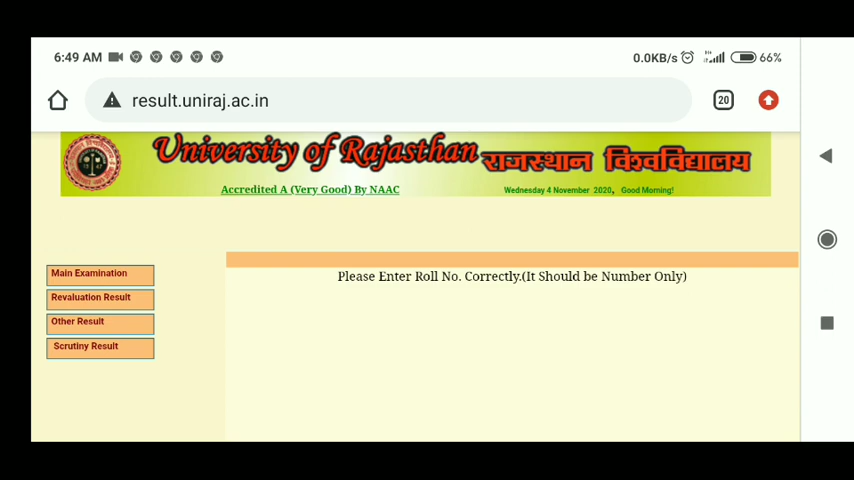 6:49 AM 0.0KB/s 66%
result.uniraj.ac.in 20
University of Rajasthan राजस्थान विश्वविद्यालय
Accredited A (Very Good) By NAAC Wednesday 4 November 2020, Good Morning!
Main Examination
Revaluation Result
Other Result
Scrutiny Result
Please Enter Roll No. Correctly.(It Should be Number Only)